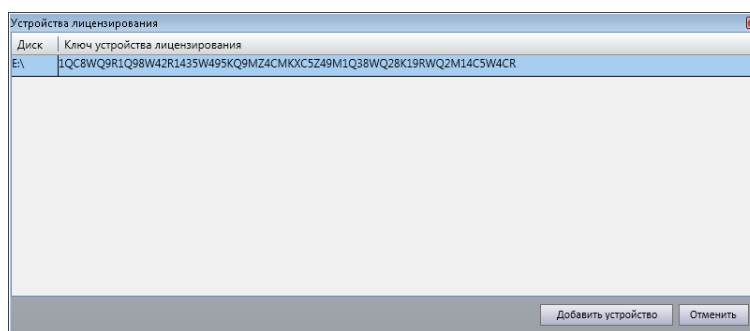 Устройства лицензирования
Диск Ключ устройства лицензирования
E:\ 1QC8WQ9R1Q98W42R1435W495KQ9MZ4CMKXC5Z49M1Q38WQ28K19RWQ2M14C5W4CR
Добавить устройство Отменить